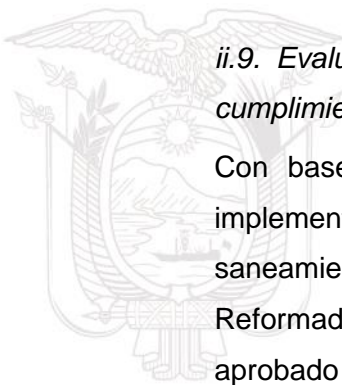 ii.9. Evalu
cumplimie
Con base
implemen
saneamie
Reformad
aprobado